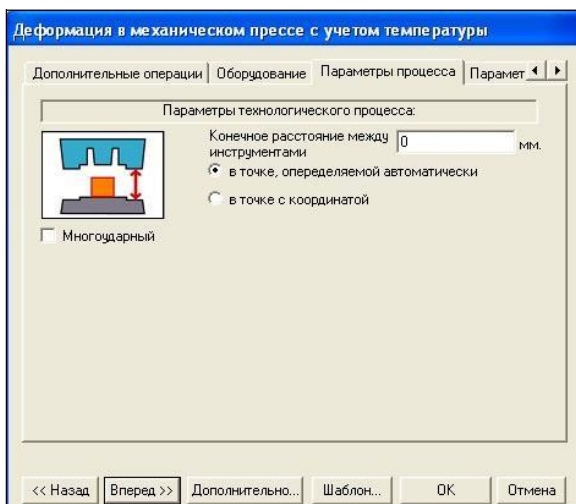 Деформация в механическом прессе с учетом температуры
Дополнительные операции Оборудование Параметры процесса Парамет
Параметры технологического процесса:
Конечное расстояние между 0 мм.
инструментами
в точке, опеределяемой автоматически
в точке с координатой
Многоударный
<< Назад Вперед >> Дополнительно... Шаблон... OK Отмена